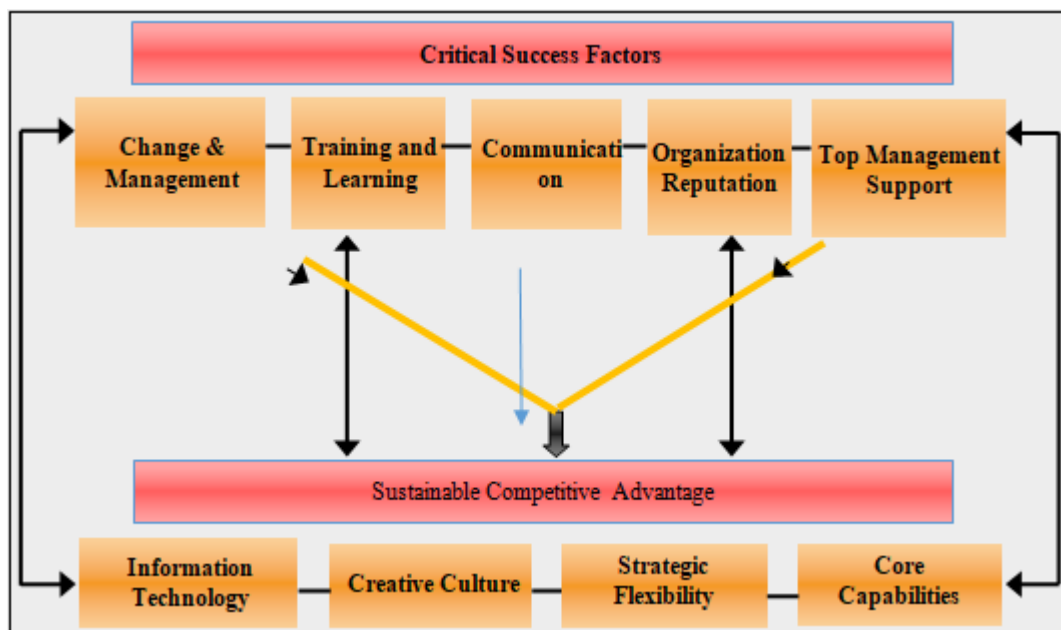 Critical Success Factors
Change &
Management
Training and
Learning
Communicati
on
Organization
Reputation
Top Management
Support
Sustainable Competitive Advantage
Information
Technology
Creative Culture
Strategic
Flexibility
Core
Capabilities